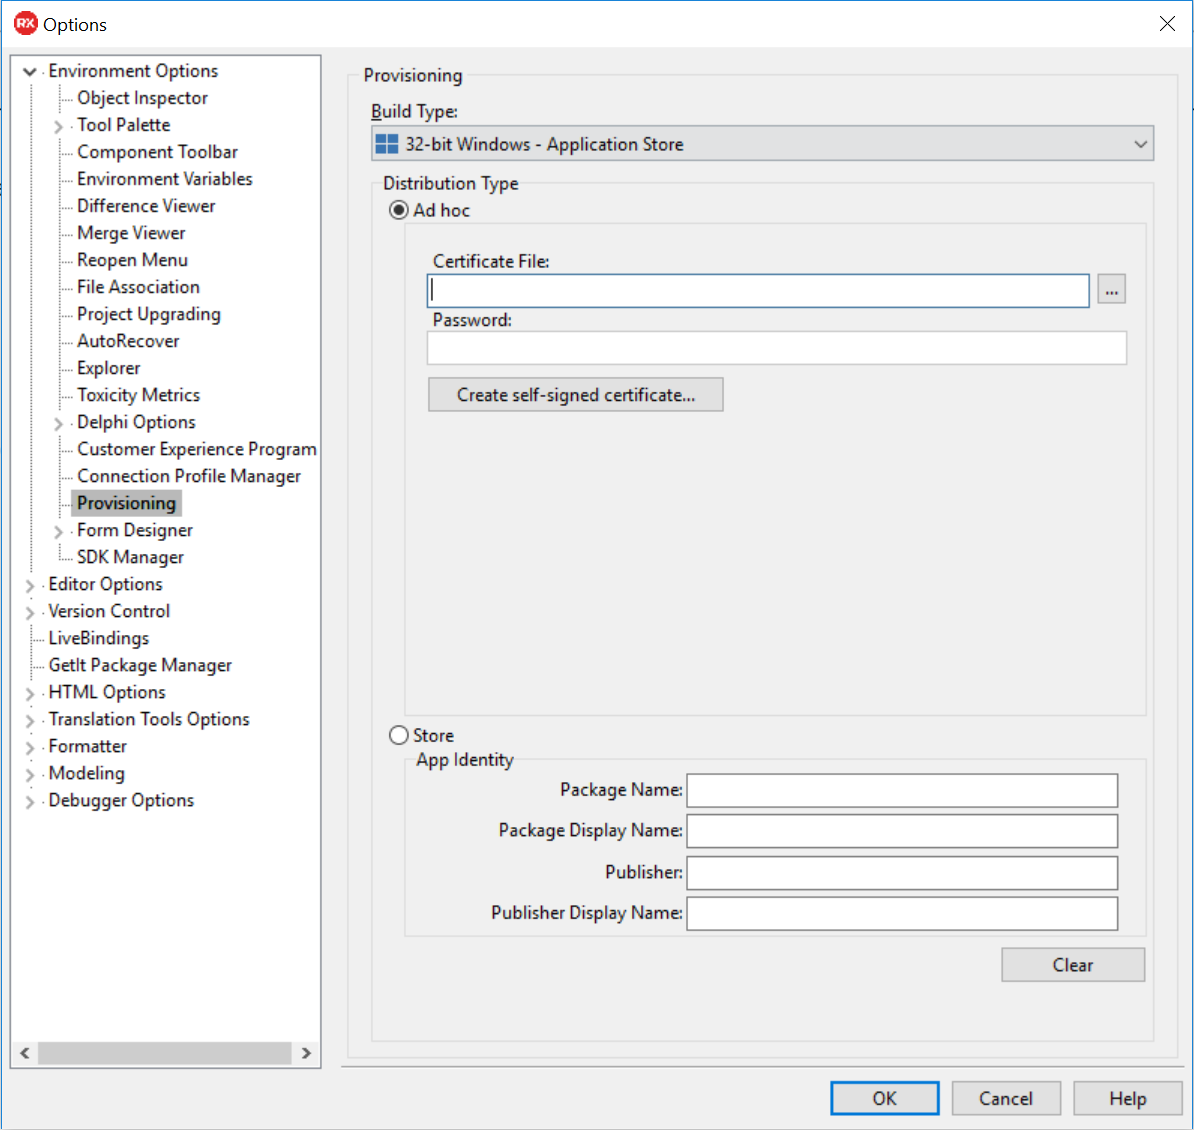 RX Options
Environment Options
Object Inspector
Tool Palette
Component Toolbar
Environment Variables
Difference Viewer
Merge Viewer
Reopen Menu
File Association
Project Upgrading
AutoRecover
Explorer
Toxicity Metrics
Delphi Options
Customer Experience Program
Connection Profile Manager
Provisioning
Form Designer
SDK Manager
Editor Options
Version Control
LiveBindings
GetIt Package Manager
HTML Options
Translation Tools Options
Formatter
Modeling
Debugger Options
Provisioning
Build Type:
32-bit Windows - Application Store
Distribution Type
Ad hoc
Certificate File:
...
Password:
Create self-signed certificate...
Store
App Identity
Package Name:
Package Display Name:
Publisher:
Publisher Display Name:
Clear
OK Cancel Help